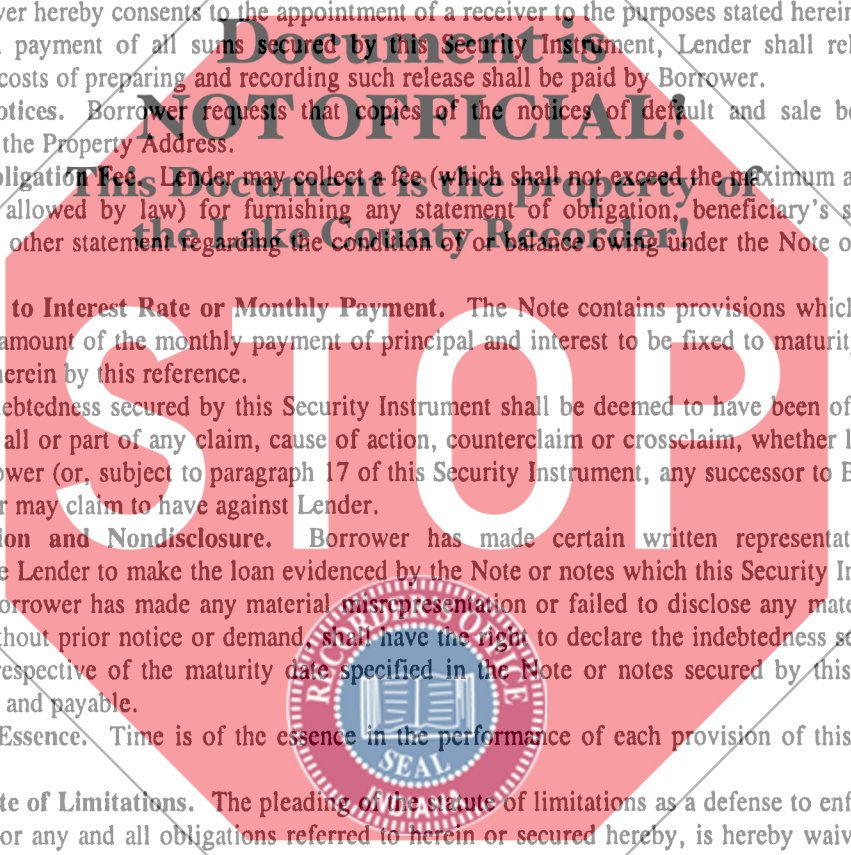 ver hereby consents to the appointment of a receiver to the purposes stated herein
Document is
payment of all sums secured by this Security Instrument, Lender shall rel
costs of preparing and recording such release shall be paid by Borrower.
otices. Borrower requests that copies of the notices of default and sale be
NOT OFFICIAL!
the Property Address.
bligation Fee. Lender may collect a fee (which shall not exceed the maximum a
This Document is the property of
allowed by law) for furnishing any statement of obligation, beneficiary's s
the Lake County Recorder!
other statement regarding the condition of or balance owing under the Note o
to Interest Rate or Monthly Payment. The Note contains provisions which
amount of the monthly payment of principal and interest to be fixed to maturit
herein by this reference.
STOP
debtedness secured by this Security Instrument shall be deemed to have been of
all or part of any claim, cause of action, counterclaim or crossclaim, whether l
ower (or, subject to paragraph 17 of this Security Instrument, any successor to B
r may claim to have against Lender.
ion and Nondisclosure. Borrower has made certain written representat
e Lender to make the loan evidenced by the Note or notes which this Security In
orrower has made any material misrepresentation or failed to disclose any mate
thout prior notice or demand, shall have the right to declare the indebtedness se
respective of the maturity date specified in the Note or notes secured by this
and payable.
RECORDER'S OFFICE
SEAL
INDIANA
Essence. Time is of the essence in the performance of each provision of this
te of Limitations. The pleading of the statute of limitations as a defense to enf
or any and all obligations referred to herein or secured hereby, is hereby waiv